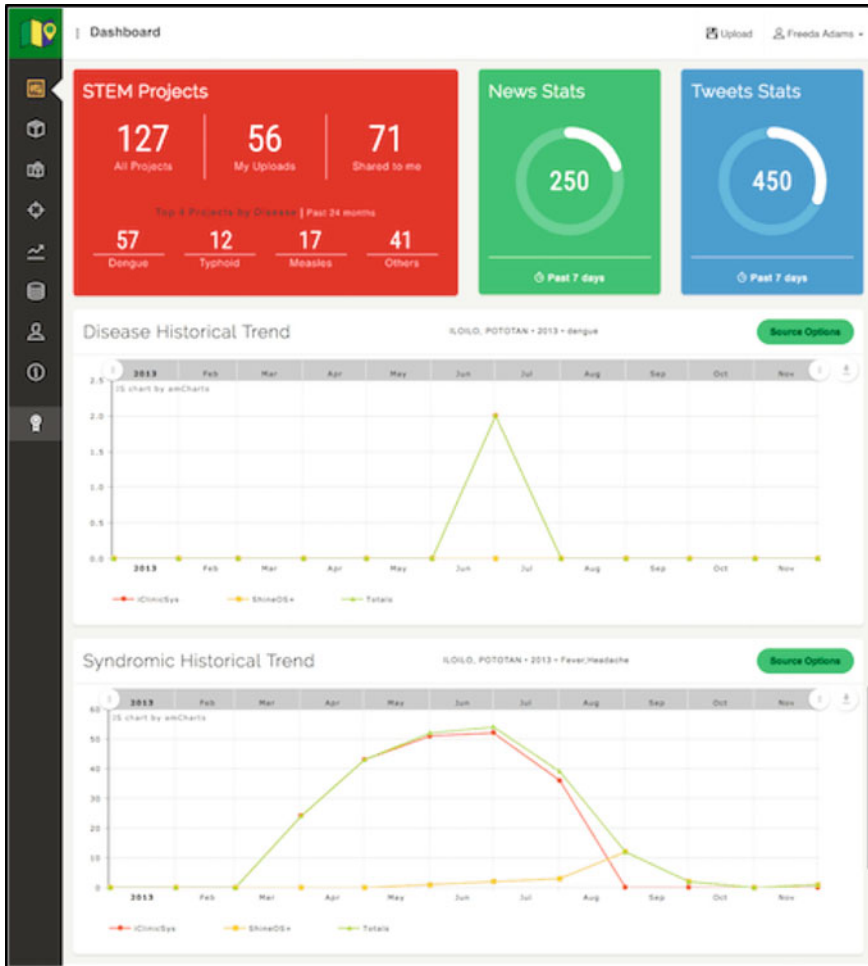 Dashboard
Upload
Freeda Adams
STEM Projects
127
56
71
All Projects
My Uploads
Shared to me
Top 4 Projects by Disease | Past 24 months
57
12
17
41
Dengue
Typhoid
Measles
Others
News Stats
250
Past 7 days
Tweets Stats
450
Past 7 days
Disease Historical Trend
ILOILO, POTOTAN • 2013 • dengue
Source Options
2013 Feb Mar Apr May Jun Jul Aug Sep Oct Nov
JS chart by amCharts
2.5
2.0
1.5
1.0
0.5
0.0
2013 Feb Mar Apr May Jun Jul Aug Sep Oct Nov
iClinicSys ShineOS+ Totals
Syndromic Historical Trend
ILOILO, POTOTAN • 2013 • Fever;Headache
Source Options
2013 Feb Mar Apr May Jun Jul Aug Sep Oct Nov
JS chart by amCharts
60
50
40
30
20
10
0
2013 Feb Mar Apr May Jun Jul Aug Sep Oct Nov
iClinicSys ShineOS+ Totals